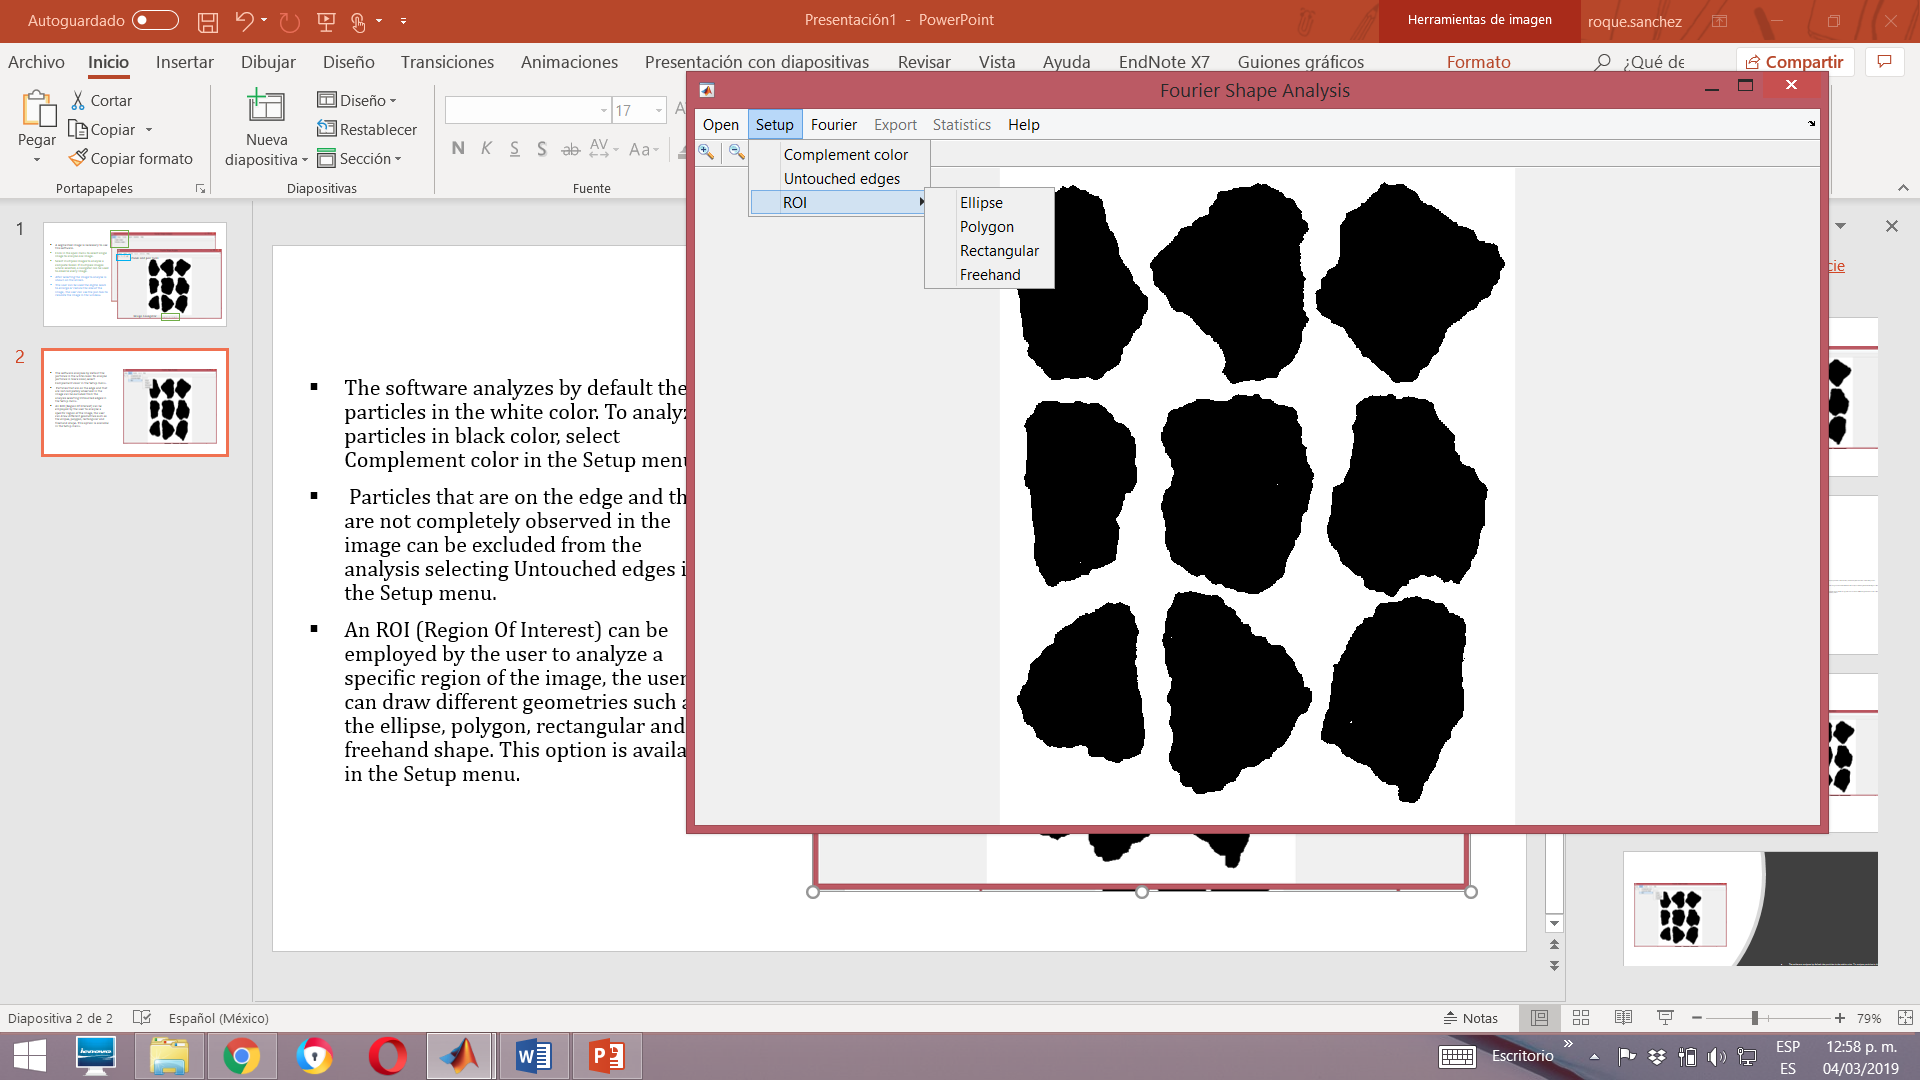 Autoguardado
Presentación1 - PowerPoint
Herramientas de imagen
roque.sanchez
Archivo Inicio Insertar Dibujar Diseño Transiciones Animaciones Presentación con diapositivas Revisar Vista Ayuda EndNote X7 Guiones gráficos Formato ¿Qué de Compartir
Pegar
Cortar
Copiar
Copiar formato
Portapapeles
Nueva diapositiva
Diseño
Restablecer
Sección
Diapositivas
17
N K S S ab AV Aa
Fuente
Fourier Shape Analysis
Open Setup Fourier Export Statistics Help
Complement color
Untouched edges
ROI
Ellipse
Polygon
Rectangular
Freehand
1
2
The software analyzes by default the
particles in the white color. To analyz
particles in black color, select
Complement color in the Setup menu
Particles that are on the edge and th
are not completely observed in the
image can be excluded from the
analysis selecting Untouched edges i
the Setup menu.
An ROI (Region Of Interest) can be
employed by the user to analyze a
specific region of the image, the user
can draw different geometries such a
the ellipse, polygon, rectangular and
freehand shape. This option is availa
in the Setup menu.
cie
Diapositiva 2 de 2
Español (México)
Notas
79%
lenovo
Escritorio
ESP
ES
12:58 p. m.
04/03/2019